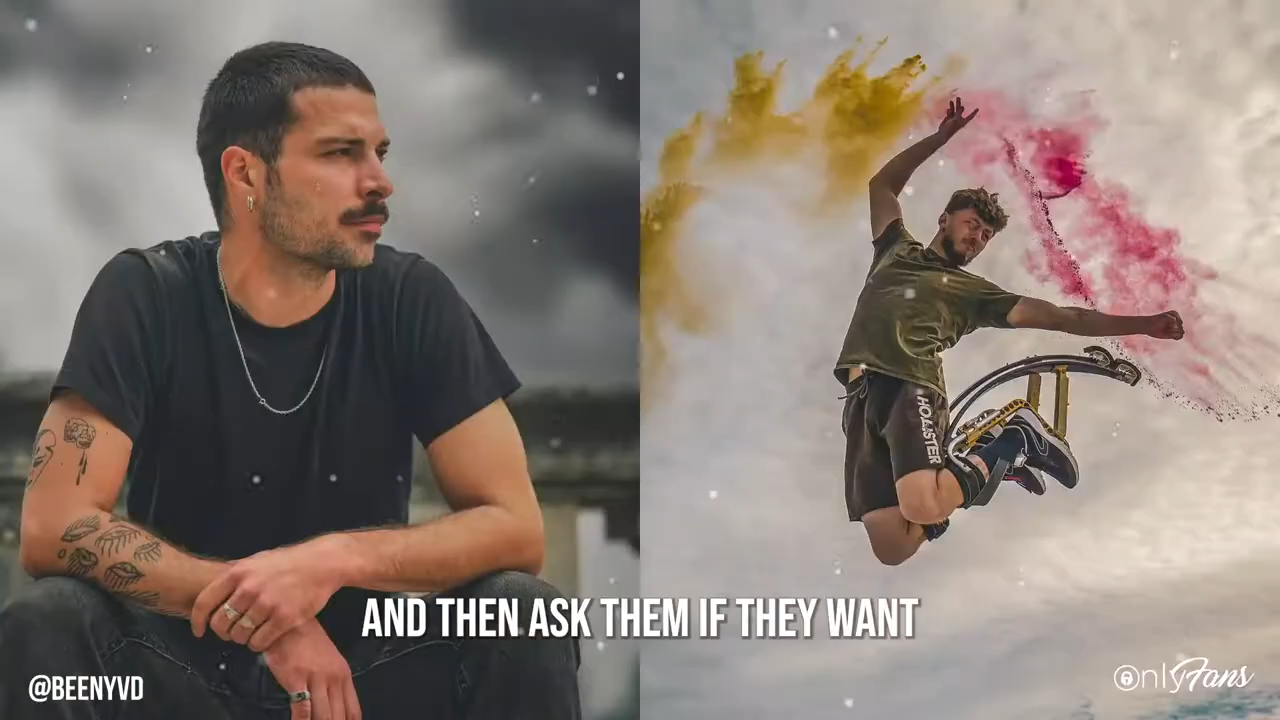 HOLLISTER
AND THEN ASK THEM IF THEY WANT
@BEENYVD
OnlyFans